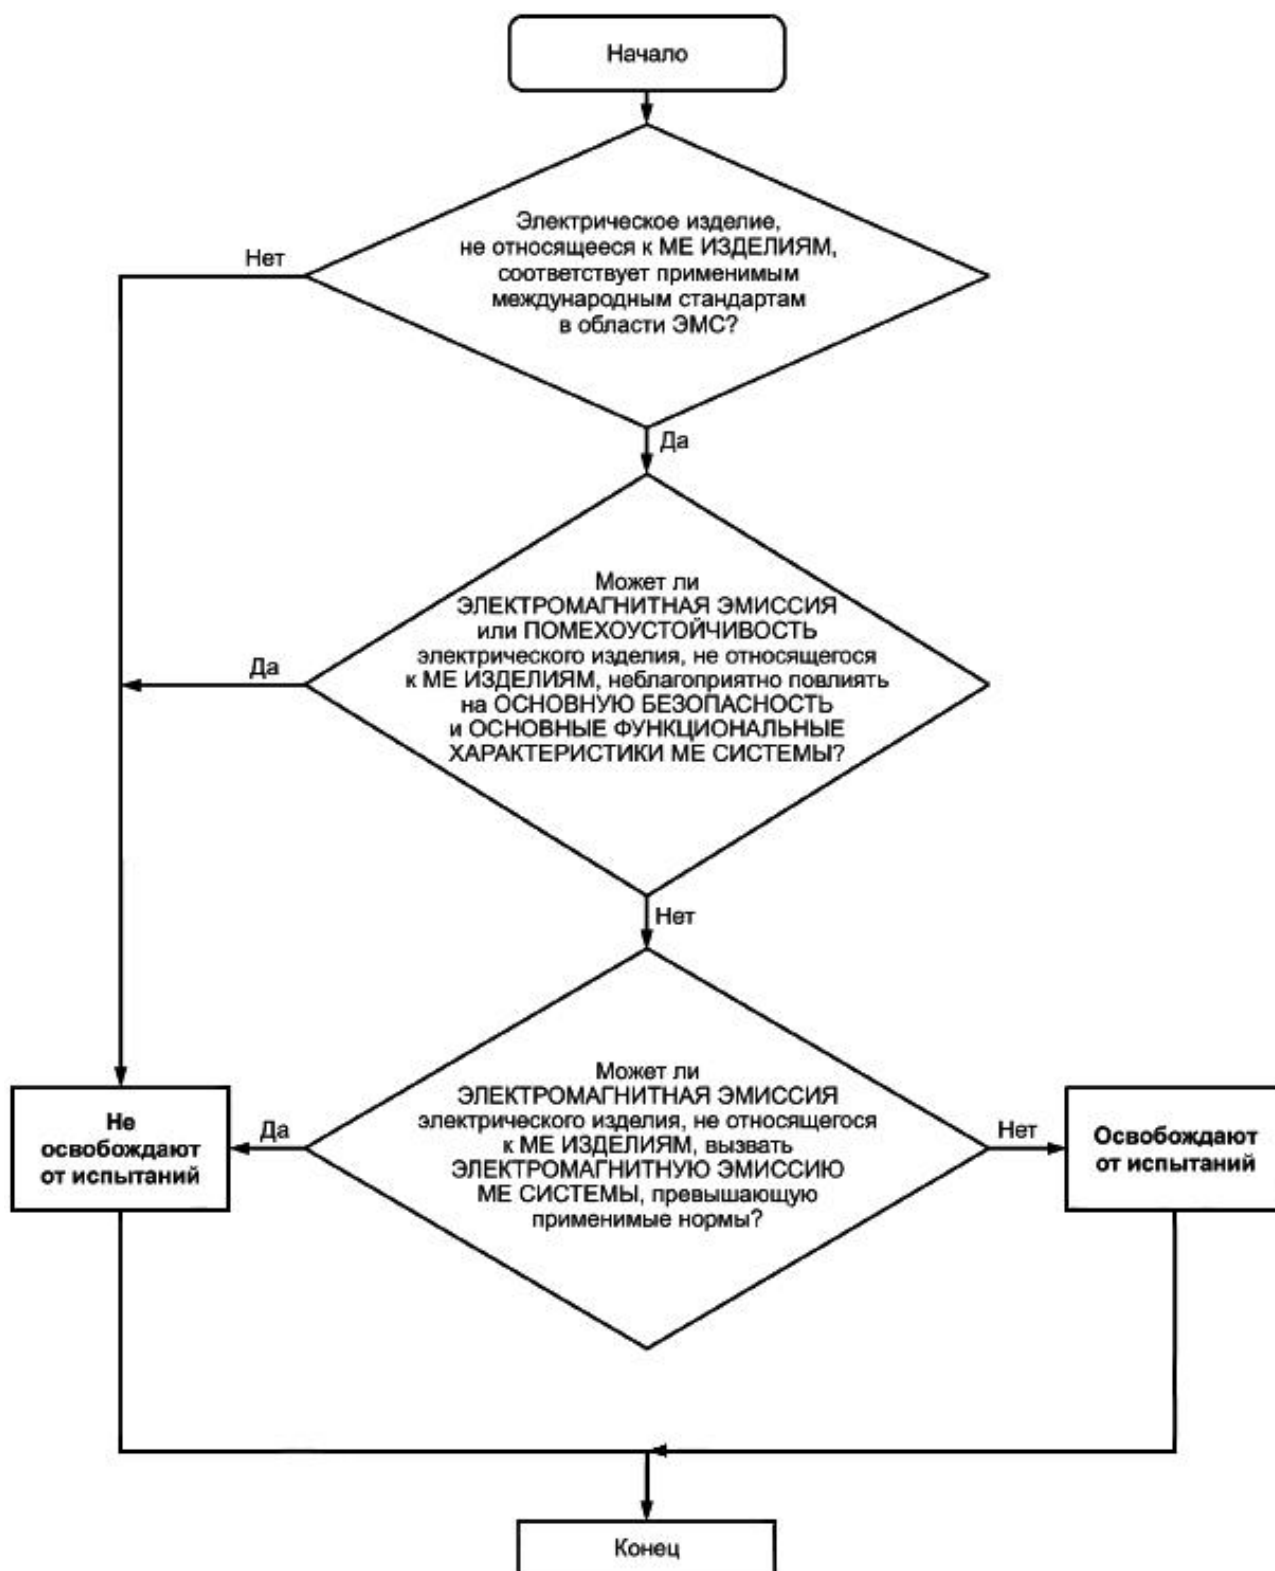 Начало
Электрическое изделие,
не относящееся к МЕ ИЗДЕЛИЯМ,
соответствует применимым
международным стандартам
в области ЭМС?
Нет
Да
Может ли
ЭЛЕКТРОМАГНИТНАЯ ЭМИССИЯ
или ПОМЕХОУСТОЙЧИВОСТЬ
электрического изделия, не относящегося
к МЕ ИЗДЕЛИЯМ, неблагоприятно повлиять
на ОСНОВНУЮ БЕЗОПАСНОСТЬ
и ОСНОВНЫЕ ФУНКЦИОНАЛЬНЫЕ
ХАРАКТЕРИСТИКИ МЕ СИСТЕМЫ?
Да
Нет
Может ли
ЭЛЕКТРОМАГНИТНАЯ ЭМИССИЯ
электрического изделия, не относящегося
к МЕ ИЗДЕЛИЯМ, вызвать
ЭЛЕКТРОМАГНИТНУЮ ЭМИССИЮ
МЕ СИСТЕМЫ, превышающую
применимые нормы?
Да
Нет
Не
освобождают
от испытаний
Освобождают
от испытаний
Конец